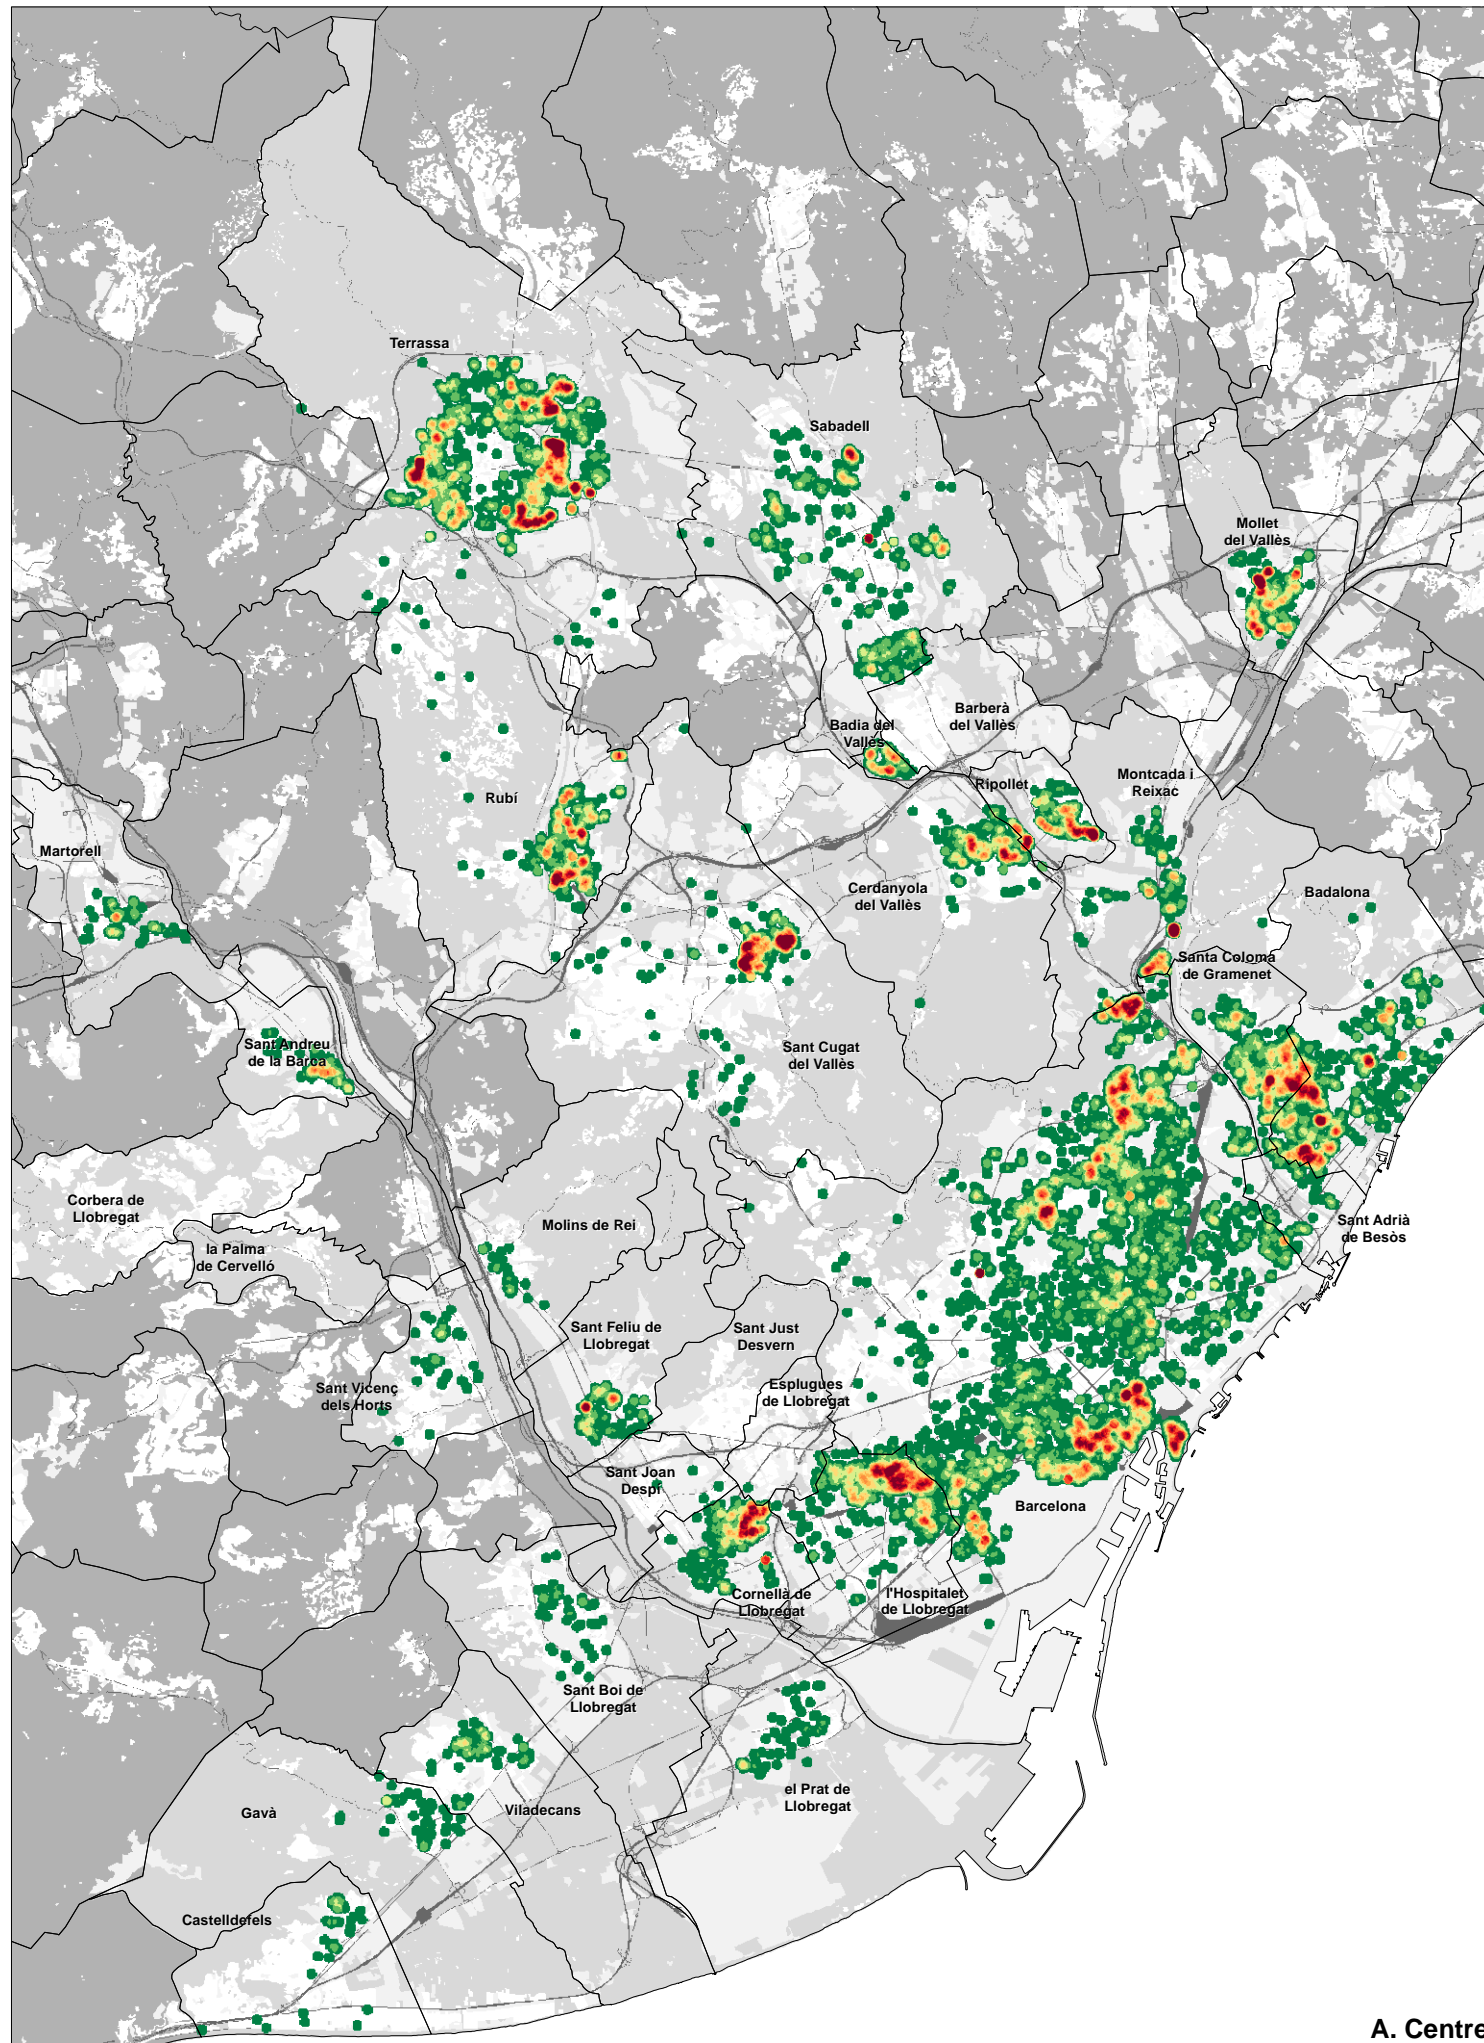 Terrassa
Sabadell
Mollet
del Vallès
Badia del
Vallès
Barberà
del Vallès
Ripollet
Montcada i
Reixac
Rubí
Martorell
Cerdanyola
del Vallès
Badalona
Santa Coloma
de Gramenet
Sant Andreu
de la Barca
Sant Cugat
del Vallès
Corbera de
Llobregat
Molins de Rei
la Palma
de Cervelló
Sant Adrià
de Besòs
Sant Feliu de
Llobregat
Sant Just
Desvern
Sant Vicenç
dels Horts
Esplugues
de Llobregat
Sant Joan
Despí
Barcelona
Cornellà de
Llobregat
l'Hospitalet
de Llobregat
Sant Boi de
Llobregat
el Prat de
Llobregat
Gavà
Viladecans
Castelldefels
A. Centre